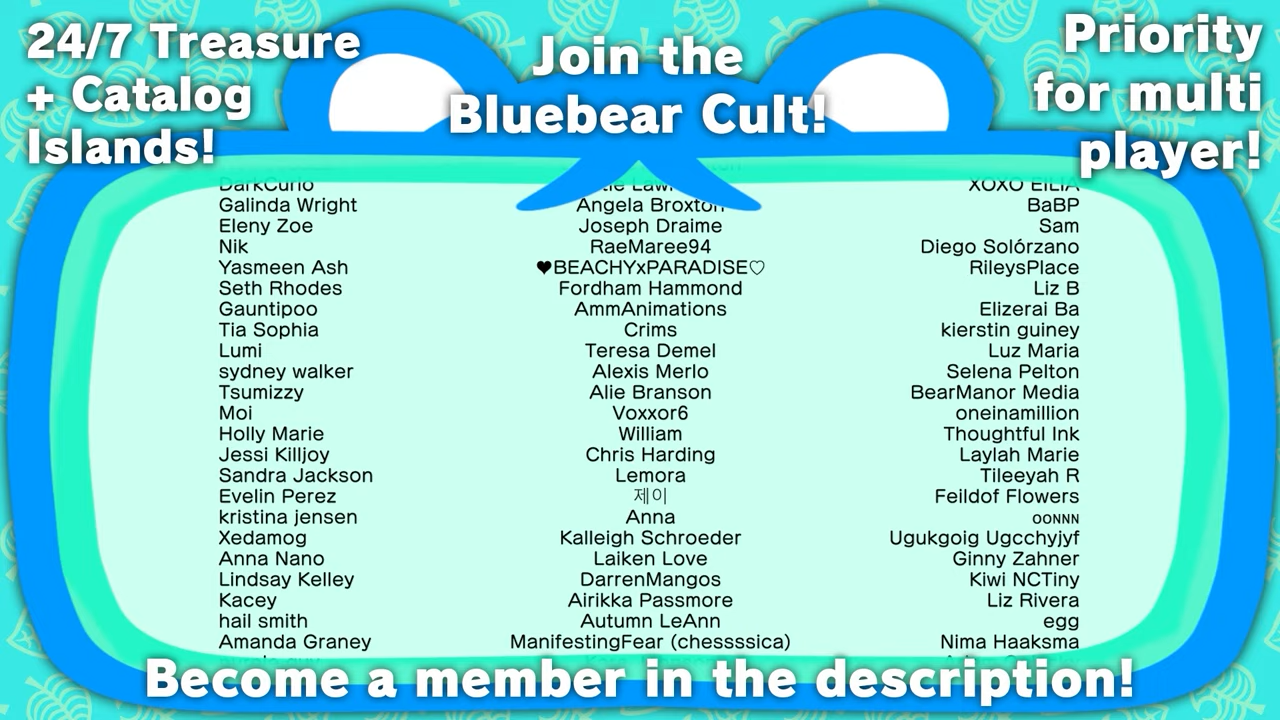 24/7 Treasure
+ Catalog
Islands!
Join the
Bluebear Cult!
Priority
for multi
player!
DarkCurio
Galinda Wright
Eleny Zoe
Nik
Yasmeen Ash
Seth Rhodes
Gauntipoo
Tia Sophia
Lumi
sydney walker
Tsumizzy
Moi
Holly Marie
Jessi Killjoy
Sandra Jackson
Evelin Perez
kristina jensen
Xedamog
Anna Nano
Lindsay Kelley
Kacey
hail smith
Amanda Graney
Angela Broxton
Joseph Draime
RaeMaree94
♥BEACHYxPARADISE♡
Fordham Hammond
AmmAnimations
Crims
Teresa Demel
Alexis Merlo
Alie Branson
Voxxor6
William
Chris Harding
Lemora
제이
Anna
Kalleigh Schroeder
Laiken Love
DarrenMangos
Airikka Passmore
Autumn LeAnn
ManifestingFear (chessssica)
XOXO EILIA
BaBP
Sam
Diego Solórzano
RileysPlace
Liz B
Elizerai Ba
kierstin guiney
Luz Maria
Selena Pelton
BearManor Media
oneinamillion
Thoughtful Ink
Laylah Marie
Tileeyah R
Feildof Flowers
ᴏᴏɴɴɴ
Ugukgoig Ugcchyjyf
Ginny Zahner
Kiwi NCTiny
Liz Rivera
egg
Nima Haaksma
Become a member in the description!